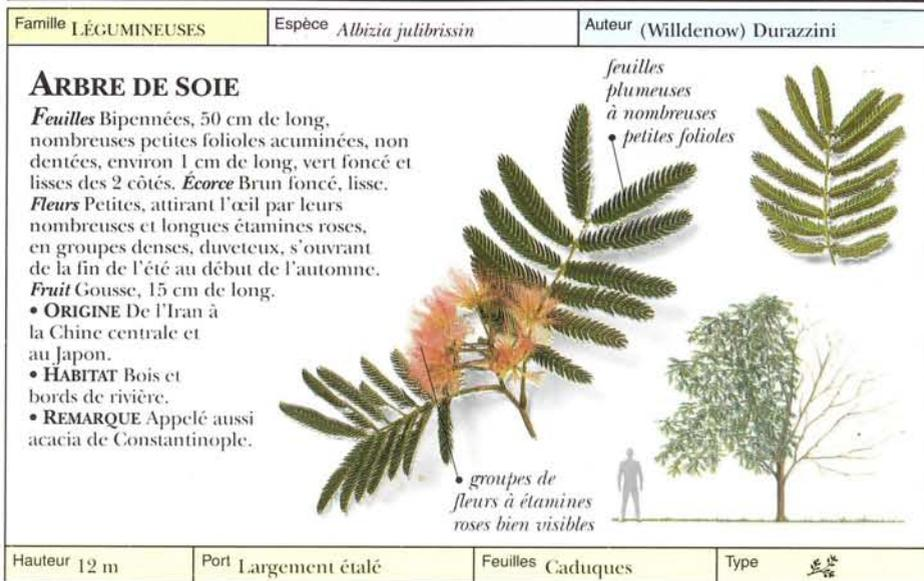 Famille LÉGUMINEUSES
Espèce Albizia julibrissin
Auteur (Willdenow) Durazzini
ARBRE DE SOIE
Feuilles Bipennées, 50 cm de long,
nombreuses petites folioles acuminées, non
dentées, environ 1 cm de long, vert foncé et
lisses des 2 côtés. Écorce Brun foncé, lisse.
Fleurs Petites, attirant l'œil par leurs
nombreuses et longues étamines roses,
en groupes denses, duveteux, s'ouvrant
de la fin de l'été au début de l'automne.
Fruit Gousse, 15 cm de long.
• ORIGINE De l'Iran à
la Chine centrale et
au Japon.
• HABITAT Bois et
bords de rivière.
• REMARQUE Appelé aussi
acacia de Constantinople.
feuilles
plumeuses
à nombreuses
petites folioles
groupes de
fleurs à étamines
roses bien visibles
Hauteur 12 m
Port Largement étalé
Feuilles Caduques
Type